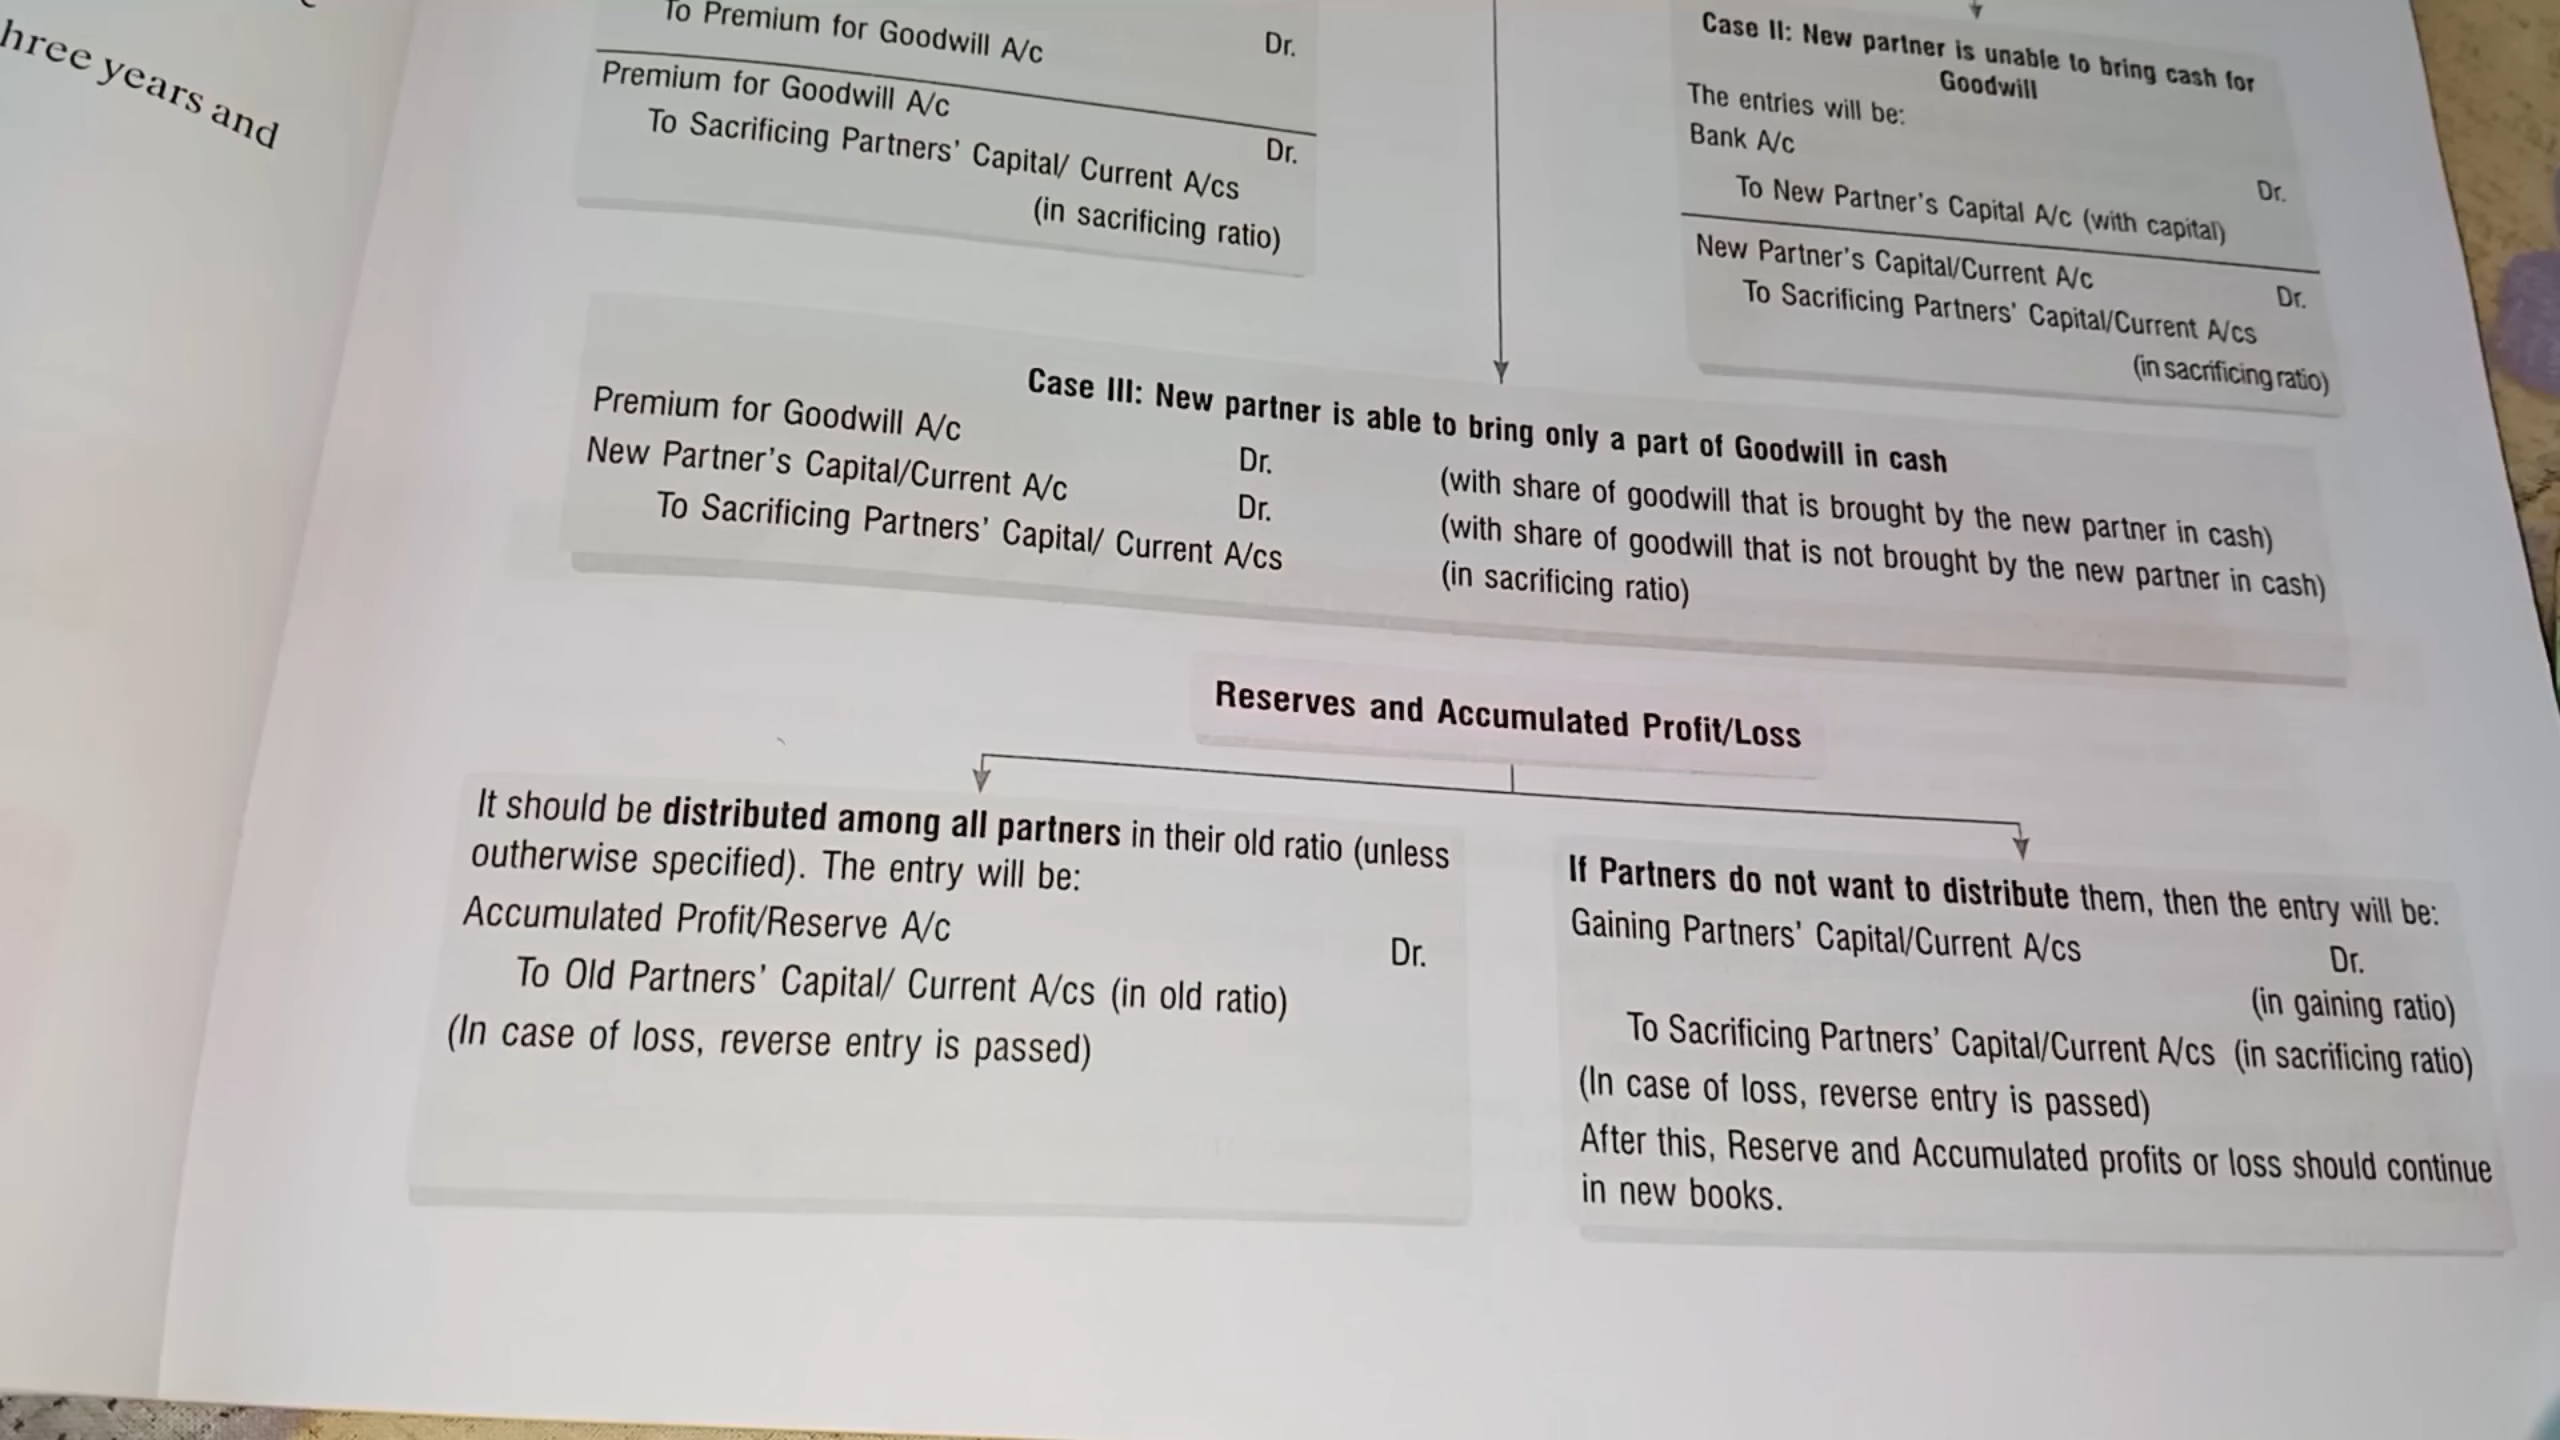 hree years and
To Premium for Goodwill A/c
Dr.
Premium for Goodwill A/c
Dr.
To Sacrificing Partners' Capital/ Current A/cs
(in sacrificing ratio)
Case II: New partner is unable to bring cash for
Goodwill
The entries will be:
Bank A/c
Dr.
To New Partner's Capital A/c (with capital)
New Partner's Capital/Current A/c
Dr.
To Sacrificing Partners' Capital/Current A/cs
(in sacrificing ratio)
Case III: New partner is able to bring only a part of Goodwill in cash
Premium for Goodwill A/c Dr. (with share of goodwill that is brought by the new partner in cash)
New Partner's Capital/Current A/c Dr. (with share of goodwill that is not brought by the new partner in cash)
To Sacrificing Partners' Capital/ Current A/cs (in sacrificing ratio)
Reserves and Accumulated Profit/Loss
It should be distributed among all partners in their old ratio (unless
outherwise specified). The entry will be:
Accumulated Profit/Reserve A/c Dr.
To Old Partners' Capital/ Current A/cs (in old ratio)
(In case of loss, reverse entry is passed)
If Partners do not want to distribute them, then the entry will be:
Gaining Partners' Capital/Current A/cs Dr.
(in gaining ratio)
To Sacrificing Partners' Capital/Current A/cs (in sacrificing ratio)
(In case of loss, reverse entry is passed)
After this, Reserve and Accumulated profits or loss should continue
in new books.